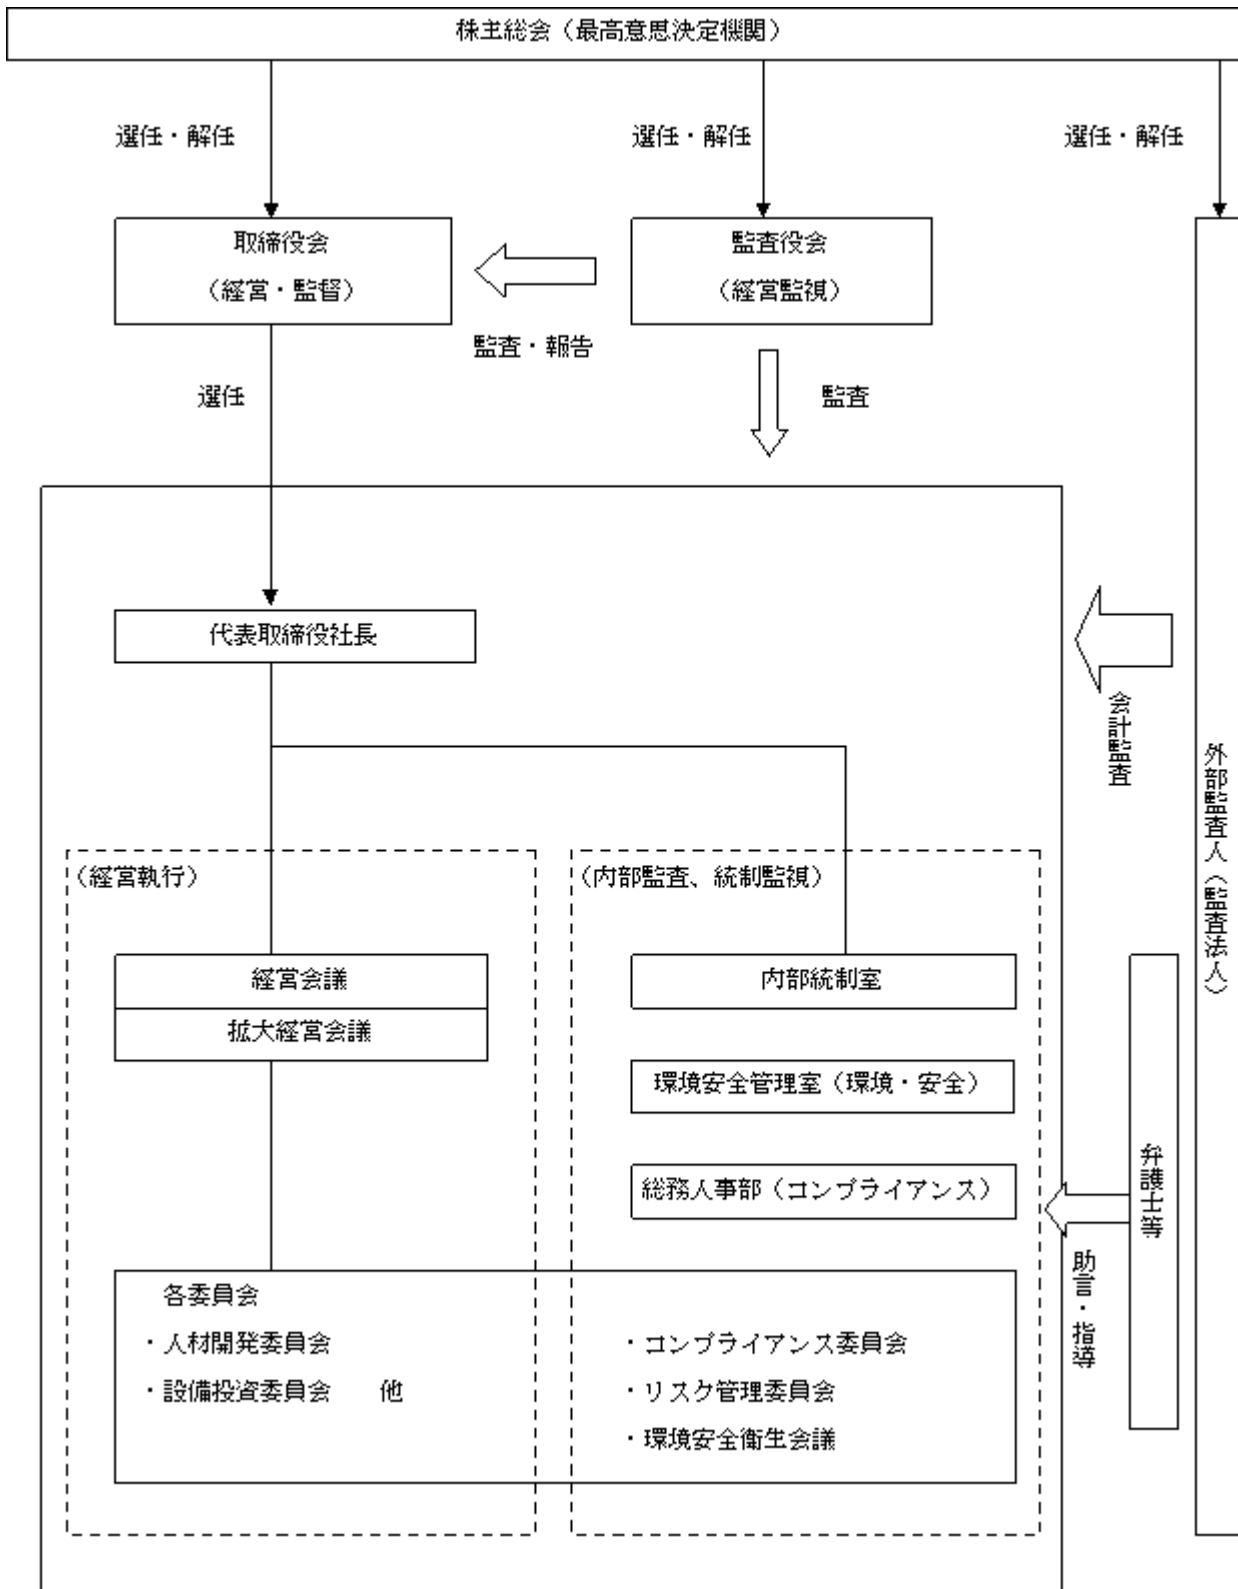 株主総会（最高意思決定機関）
選任・解任
選任・解任
選任・解任
取締役会
（経営・監督）
監査役会
（経営監視）
監査・報告
選任
監査
代表取締役社長
会計監査
外部監査人（監査法人）
（経営執行）
（内部監査、統制監視）
経営会議
拡大経営会議
内部統制室
環境安全管理室（環境・安全）
総務人事部（コンプライアンス）
弁護士等
助言・指導
各委員会
・人材開発委員会
・設備投資委員会　他
・コンプライアンス委員会
・リスク管理委員会
・環境安全衛生会議